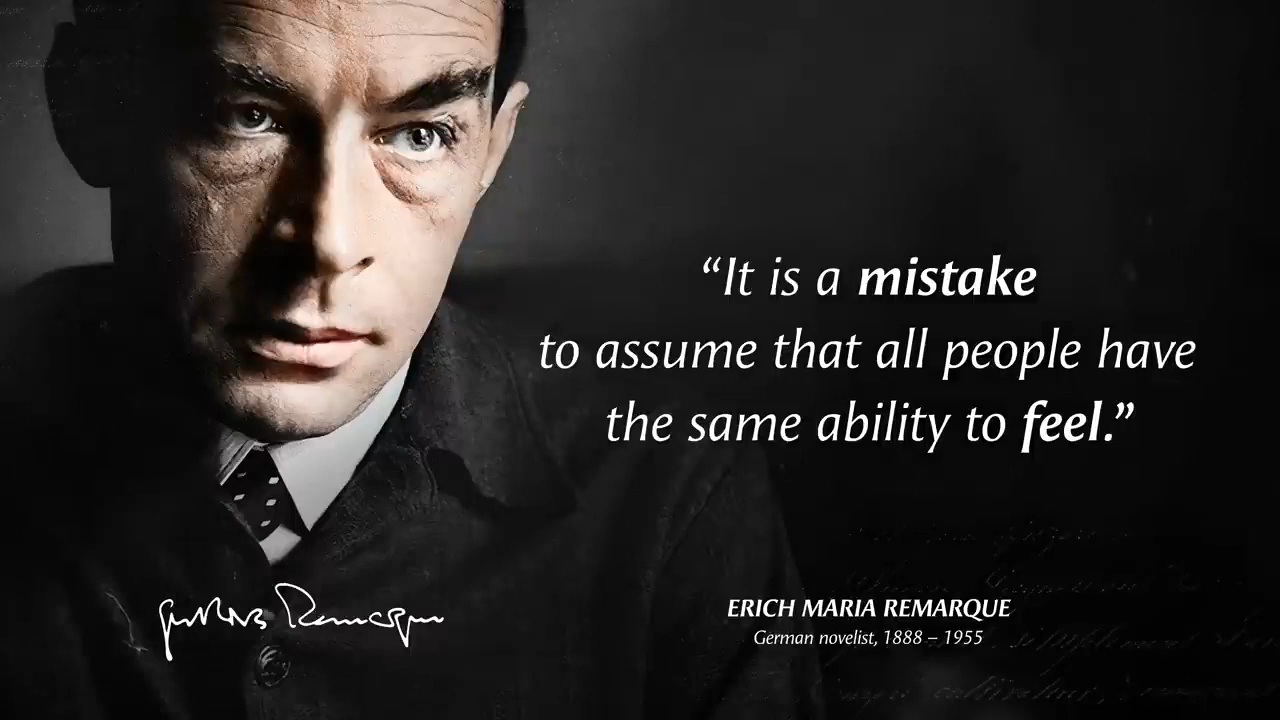 “It is a mistake
to assume that all people have
the same ability to feel.”
ERICH MARIA REMARQUE
German novelist, 1888 – 1955
Remarque